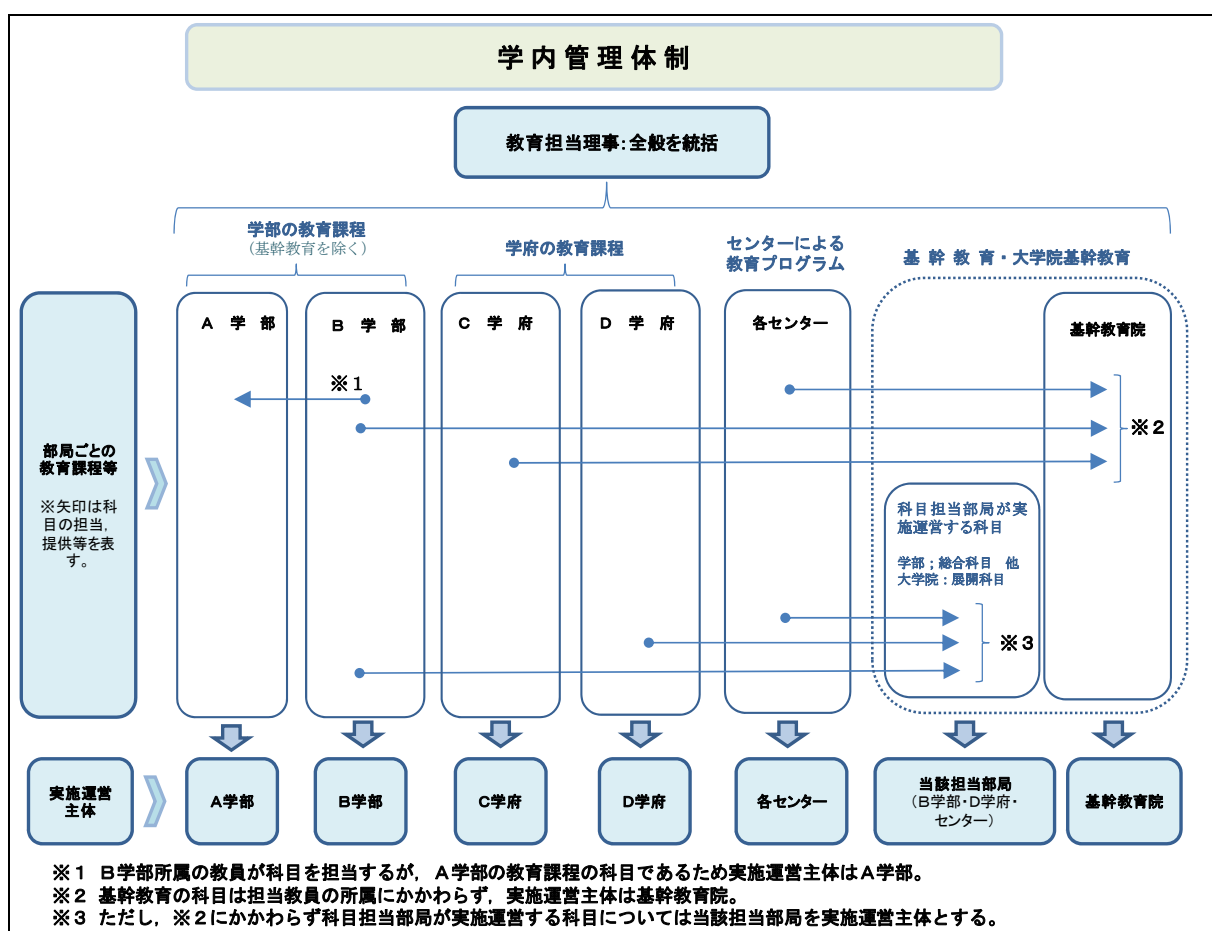 学内管理体制
教育担当理事:全般を統括
学部の教育課程
(基幹教育を除く)
学府の教育課程
センターによる
教育プログラム
基幹教育・大学院基幹教育
部局ごとの
教育課程等
※矢印は科
目の担当,
提供等を表
す。
A 学 部
B 学 部
C 学 府
D 学 府
各センター
基幹教育院
※1
※2
科目担当部局が実
施運営する科目
学部;総合科目 他
大学院:展開科目
※3
実施運営
主体
A学部
B学部
C学府
D学府
各センター
当該担当部局
(B学部・D学府・
センター)
基幹教育院
※1 B学部所属の教員が科目を担当するが,A学部の教育課程の科目であるため実施運営主体はA学部。
※2 基幹教育の科目は担当教員の所属にかかわらず,実施運営主体は基幹教育院。
※3 ただし,※2にかかわらず科目担当部局が実施運営する科目については当該担当部局を実施運営主体とする。